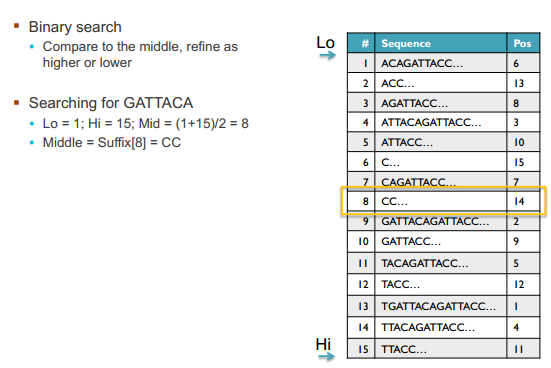 Binary search
Compare to the middle, refine as
higher or lower
Searching for GATTACA
Lo = 1; Hi = 15; Mid = (1+15)/2 = 8
Middle = Suffix[8] = CC
Lo
# Sequence Pos
1 ACAGATTACC… 6
2 ACC… 13
3 AGATTACC… 8
4 ATTACAGATTACC… 3
5 ATTACC… 10
6 C… 15
7 CAGATTACC… 7
8 CC… 14
9 GATTACAGATTACC… 2
10 GATTACC… 9
11 TACAGATTACC… 5
12 TACC… 12
13 TGATTACAGATTACC… 1
14 TTACAGATTACC… 4
15 TTACC… 11
Hi